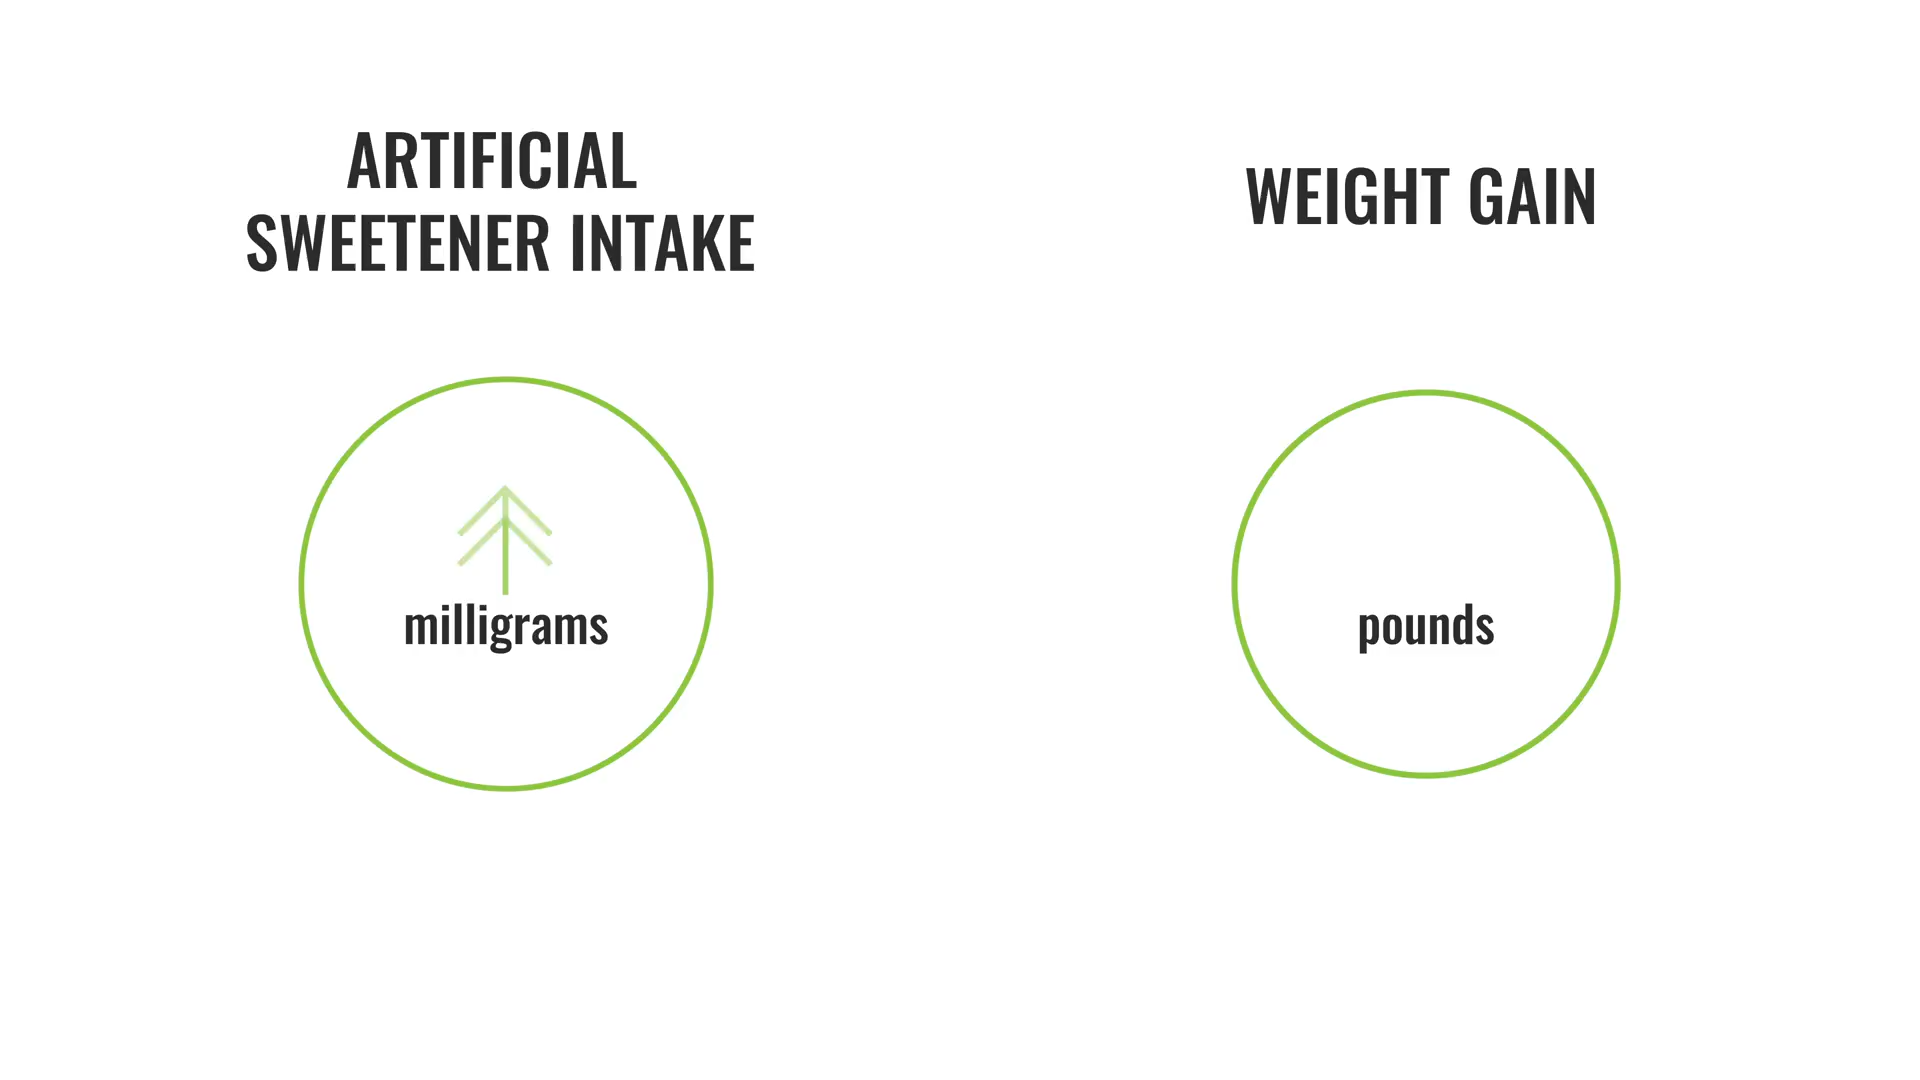 ARTIFICIAL
SWEETENER INTAKE
milligrams
WEIGHT GAIN
pounds